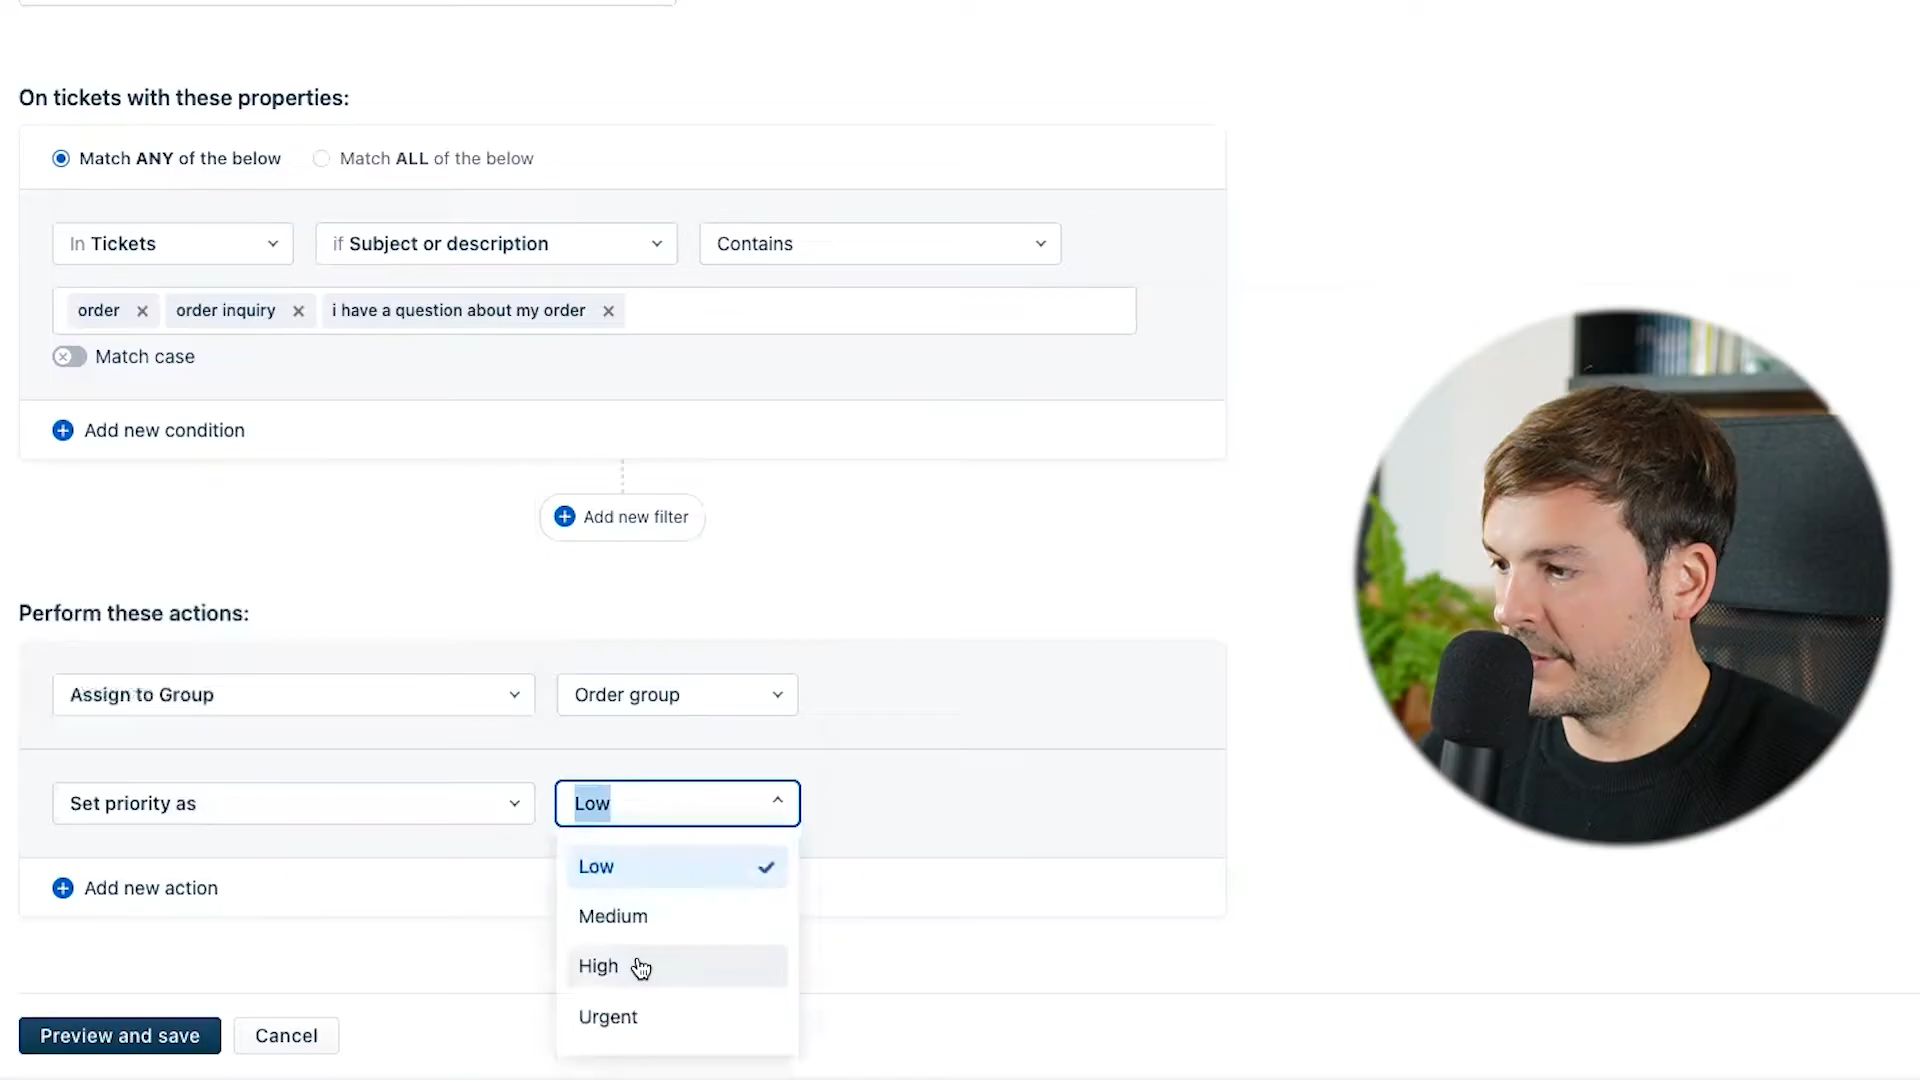 On tickets with these properties:
Match ANY of the below Match ALL of the below
In Tickets if Subject or description Contains
order order inquiry i have a question about my order
Match case
Add new condition
Add new filter
Perform these actions:
Assign to Group Order group
Set priority as Low
Low
Add new action
Medium
High
Urgent
Preview and save Cancel